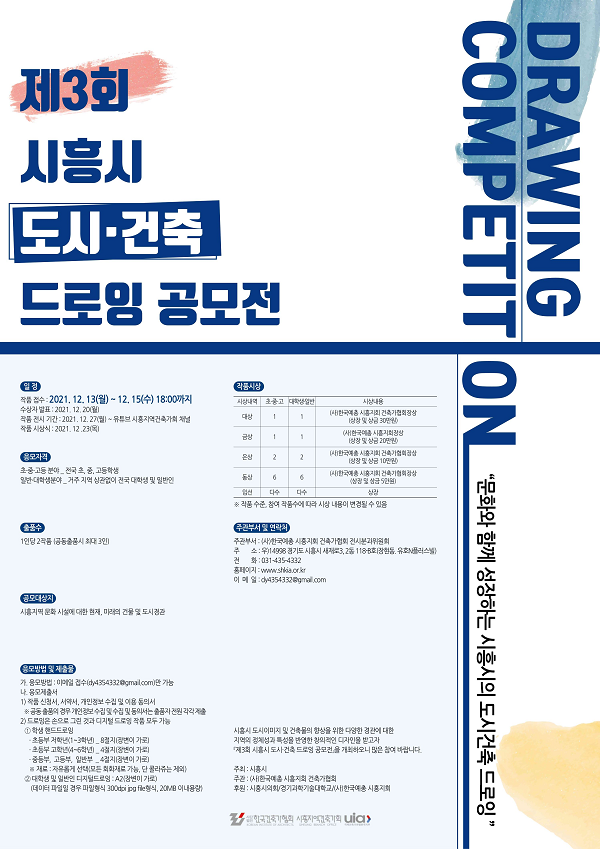 제3회
시흥시
도시·건축
드로잉 공모전
DRAWING
COMPETIT ON
"문화와 함께 성장하는 시흥시의 도시건축 드로잉"
일 정
작품 접수 : 2021. 12. 13(월) ~ 12. 15(수) 18:00까지
수상자 발표 : 2021. 12. 20(월)
작품 전시 기간 : 2021. 12. 27(월) ~ 유튜브 시흥지역건축가회 채널
작품 시상식 : 2021. 12. 23(목)
응모자격
초·중·고등 분야 _ 전국 초, 중, 고등학생
일반·대학생분야 _ 거주 지역 상관없이 전국 대학생 및 일반인
출품수
1인당 2작품 (공동출품시 최대 3인)
공모대상지
시흥지역 문화 시설에 대한 현재, 미래의 건물 및 도시경관
응모방법 및 제출물
가. 응모방법 : 이메일 접수(dy4354332@gmail.com)만 가능
나. 응모제출서
1) 작품 신청서, 서약서, 개인정보 수집 및 이용 동의서
※ 공동 출품의 경우 개인정보 수집 및 수집 및 동의서는 출품자 전원 각각 제출
2) 드로잉은 손으로 그린 것과 디지털 드로잉 작품 모두 가능
① 학생 핸드드로잉
· 초등부 저학년(1~3학년) _ 8절지(장변이 가로)
· 초등부 고학년(4~6학년) _ 4절지(장변이 가로)
· 중등부, 고등부, 일반부 _ 4절지(장변이 가로)
※ 재료 : 자유롭게 선택(모든 회화재료 가능, 단 콜라쥬는 제외)
② 대학생 및 일반인 디지털드로잉 : A2(장변이 가로)
(데이터 파일일 경우 파일형식 300dpi jpg file형식, 20MB 이내용량)
작품시상
시상내역 초·중·고 대학생·일반 시상내용
대상 1 1 (사)한국예총 시흥지회 건축가협회장상
(상장 및 상금 30만원)
금상 1 1 (사)한국예총 시흥지회 건축가협회장상
(상장 및 상금 20만원)
은상 2 2 (사)한국예총 시흥지회 건축가협회장상
(상장 및 상금 10만원)
동상 6 6 (사)한국예총 시흥지회 건축가협회장상
(상장 및 상금 5만원)
입선 다수 다수 상장
※ 작품 수준, 참여 작품수에 따라 시상 내용이 변경될 수 있음
주관부서 및 연락처
주관부서 : (사)한국예총 시흥지회 건축가협회 전시분과위원회
주 소 : 우)14998 경기도 시흥시 새재로3, 2동 118-B호(장현동, 유호N플러스빌)
전 화 : 031-435-4332
홈페이지 : www.shkia.or.kr
이 메 일 : dy4354332@gmail.com
시흥시 도시이미지 및 건축물의 향상을 위한 다양한 경관에 대한
지역의 정체성과 특성을 반영한 창의적인 디자인을 받고자
「제3회 시흥시 도시·건축 드로잉 공모전」을 개최하오니 많은 참여 바랍니다.
주최 : 시흥시
주관 : (사)한국예총 시흥지회 건축가협회
후원 : 시흥시의회/경기과학기술대학교/(사)한국예총 시흥지회
한국건축가협회 시흥지역건축가회 uia